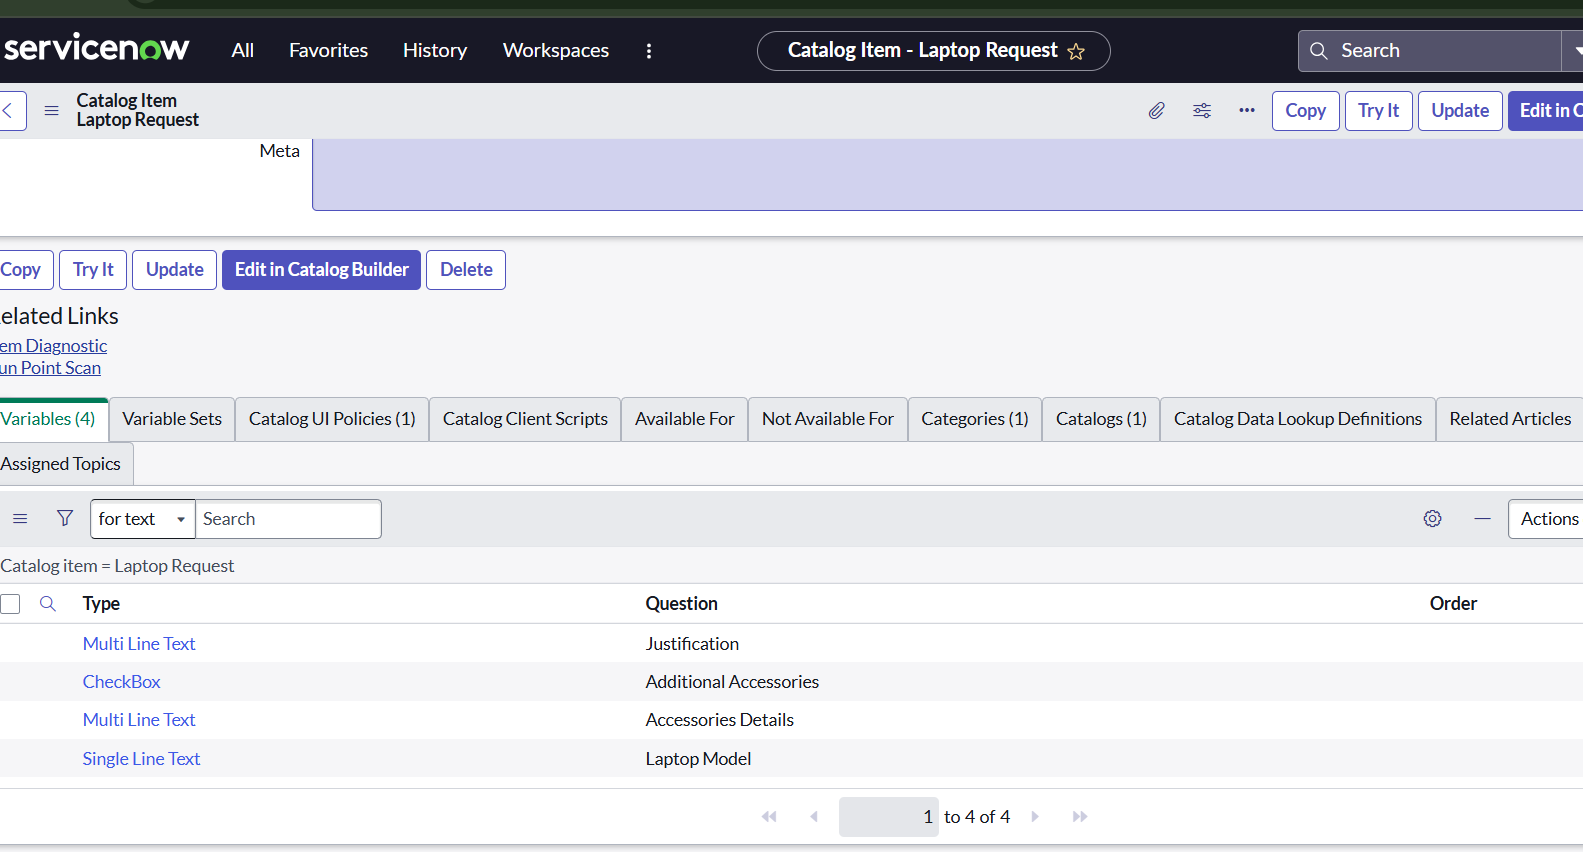 servicenow All Favorites History Workspaces Catalog Item - Laptop Request Search
Catalog Item
Laptop Request
Copy Try It Update Edit in C
Meta
Copy Try It Update Edit in Catalog Builder Delete
elated Links
em Diagnostic
un Point Scan
Variables (4) Variable Sets Catalog UI Policies (1) Catalog Client Scripts Available For Not Available For Categories (1) Catalogs (1) Catalog Data Lookup Definitions Related Articles
Assigned Topics
for text Search Actions
Catalog item = Laptop Request
Type Question Order
Multi Line Text Justification
CheckBox Additional Accessories
Multi Line Text Accessories Details
Single Line Text Laptop Model
1 to 4 of 4